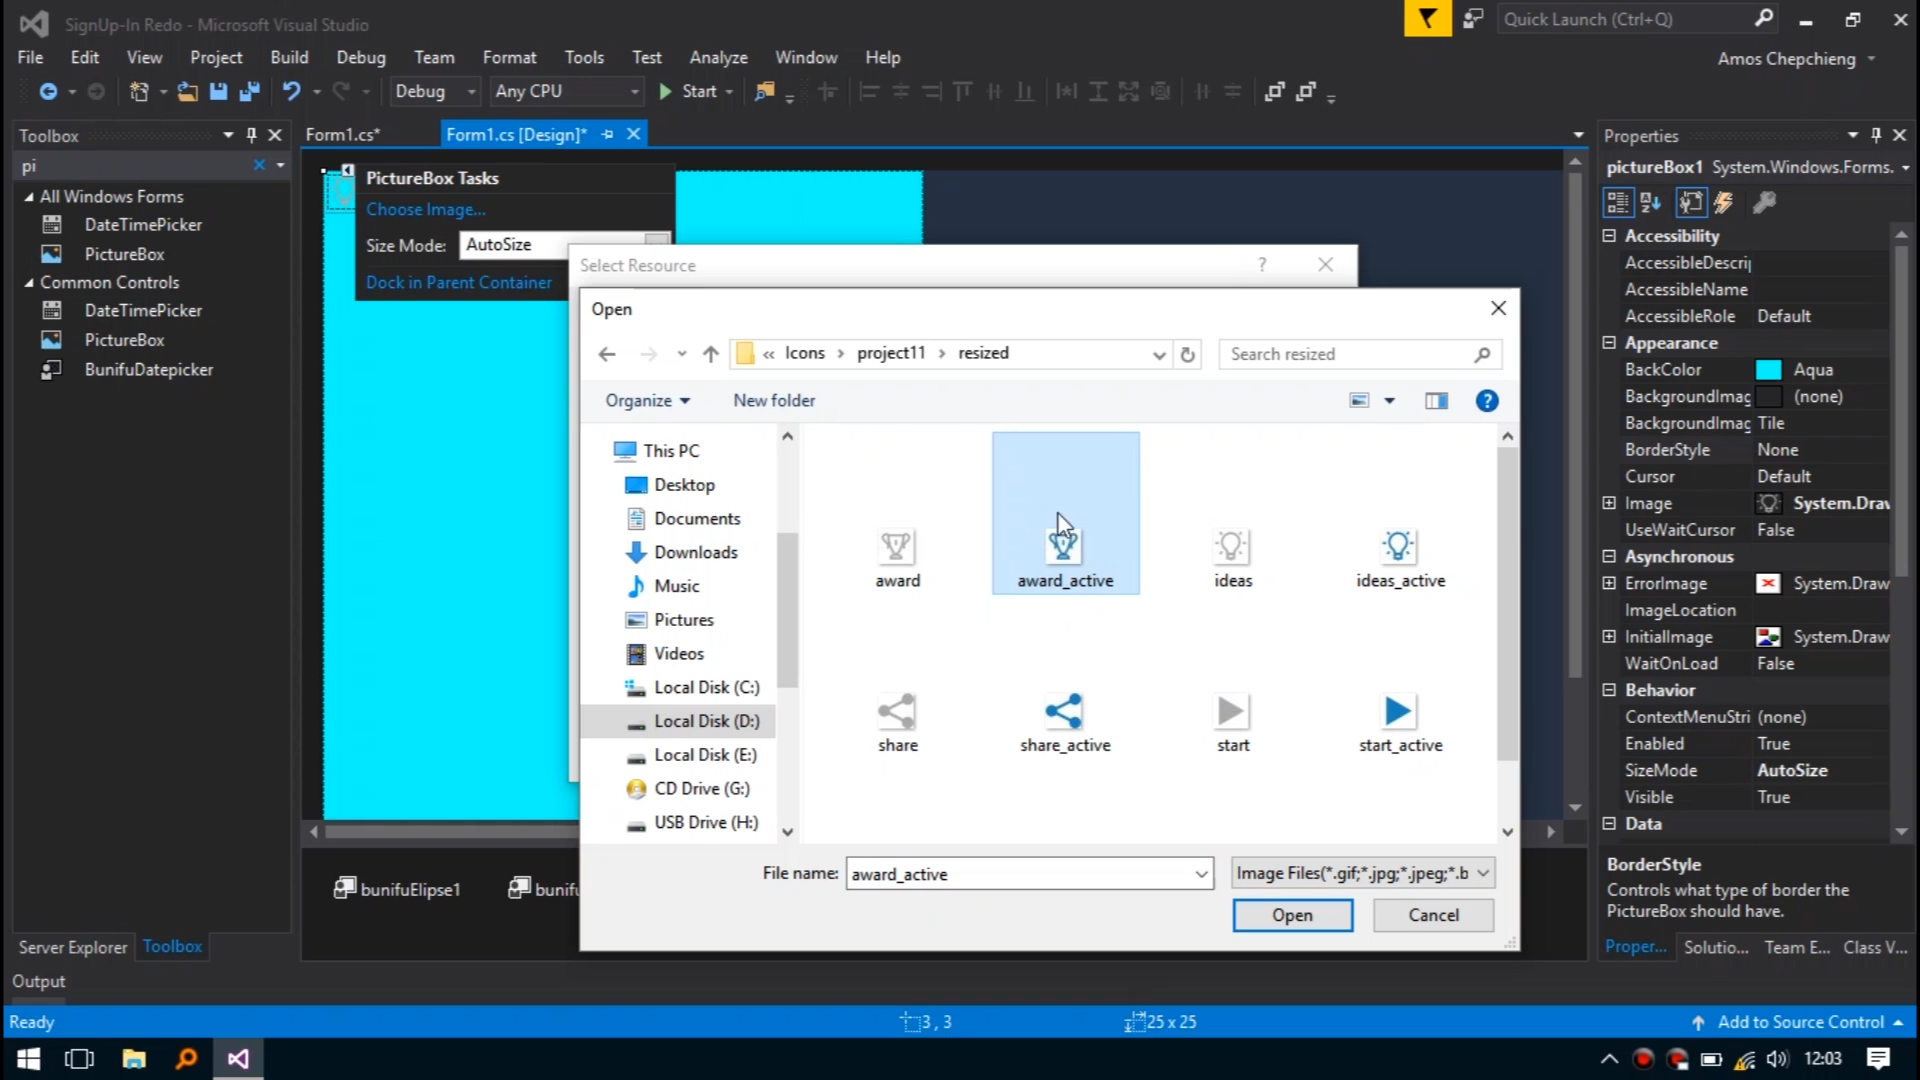 SignUp-In Redo - Microsoft Visual Studio
Quick Launch (Ctrl+Q)
File Edit View Project Build Debug Team Format Tools Test Analyze Window Help
Amos Chepchieng
Debug Any CPU Start
Toolbox
Form1.cs*
Form1.cs [Design]*
Properties
pi
pictureBox1 System.Windows.Forms.
All Windows Forms
DateTimePicker
PictureBox
Common Controls
DateTimePicker
PictureBox
BunifuDatepicker
PictureBox Tasks
Choose Image...
Size Mode: AutoSize
Dock in Parent Container
Select Resource
?
Open
« Icons › project11 › resized
Search resized
Organize
New folder
This PC
Desktop
Documents
Downloads
Music
Pictures
Videos
Local Disk (C:)
Local Disk (D:)
Local Disk (E:)
CD Drive (G:)
USB Drive (H:)
award
award_active
ideas
ideas_active
share
share_active
start
start_active
File name: award_active
Image Files(*.gif;*.jpg;*.jpeg;*.b
Open
Cancel
Accessibility
AccessibleDescri
AccessibleName
AccessibleRole Default
Appearance
BackColor Aqua
BackgroundImag (none)
BackgroundImag Tile
BorderStyle None
Cursor Default
Image System.Drav
UseWaitCursor False
Asynchronous
ErrorImage System.Draw
ImageLocation
InitialImage System.Draw
WaitOnLoad False
Behavior
ContextMenuStri (none)
Enabled True
SizeMode AutoSize
Visible True
Data
BorderStyle
Controls what type of border the
PictureBox should have.
bunifuElipse1
bunifu
Server Explorer
Toolbox
Proper...
Solutio...
Team E...
Class V...
Output
Ready
3 , 3
25 x 25
Add to Source Control
12:03